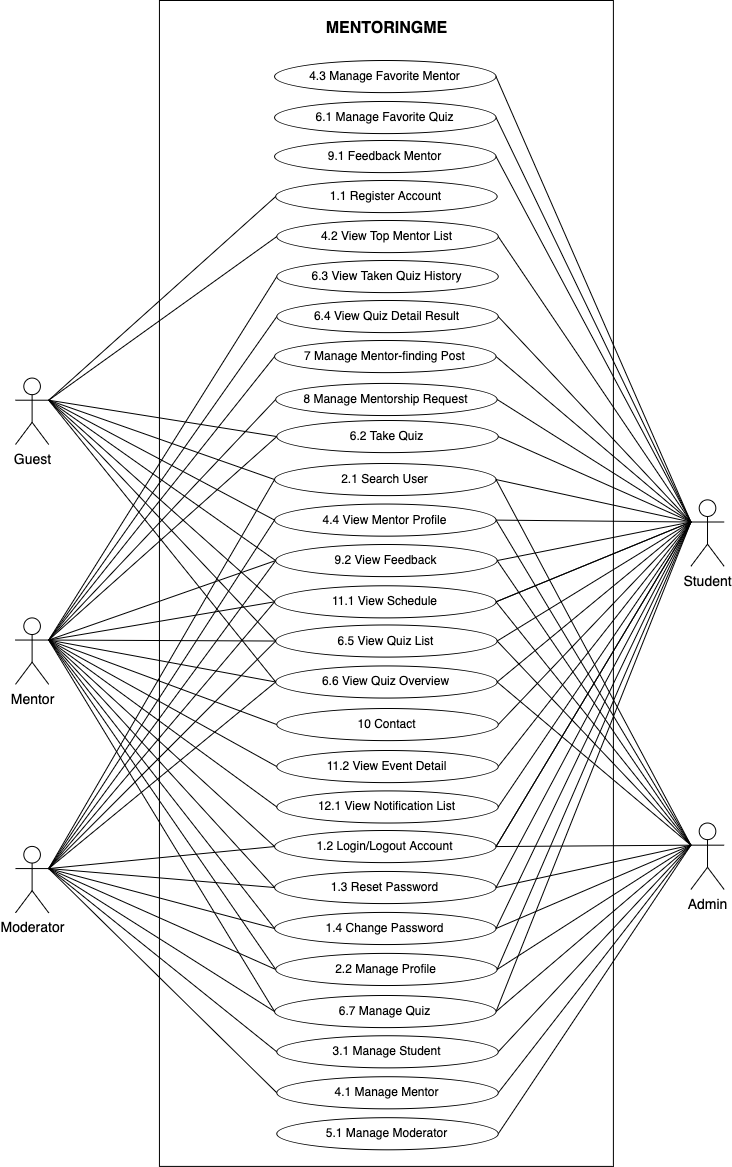 MENTORINGME
4.3 Manage Favorite Mentor
6.1 Manage Favorite Quiz
9.1 Feedback Mentor
1.1 Register Account
4.2 View Top Mentor List
6.3 View Taken Quiz History
6.4 View Quiz Detail Result
7 Manage Mentor-finding Post
8 Manage Mentorship Request
6.2 Take Quiz
Guest
2.1 Search User
4.4 View Mentor Profile
9.2 View Feedback
Student
11.1 View Schedule
6.5 View Quiz List
6.6 View Quiz Overview
Mentor
10 Contact
11.2 View Event Detail
12.1 View Notification List
1.2 Login/Logout Account
1.3 Reset Password
Admin
1.4 Change Password
Moderator
2.2 Manage Profile
6.7 Manage Quiz
3.1 Manage Student
4.1 Manage Mentor
5.1 Manage Moderator